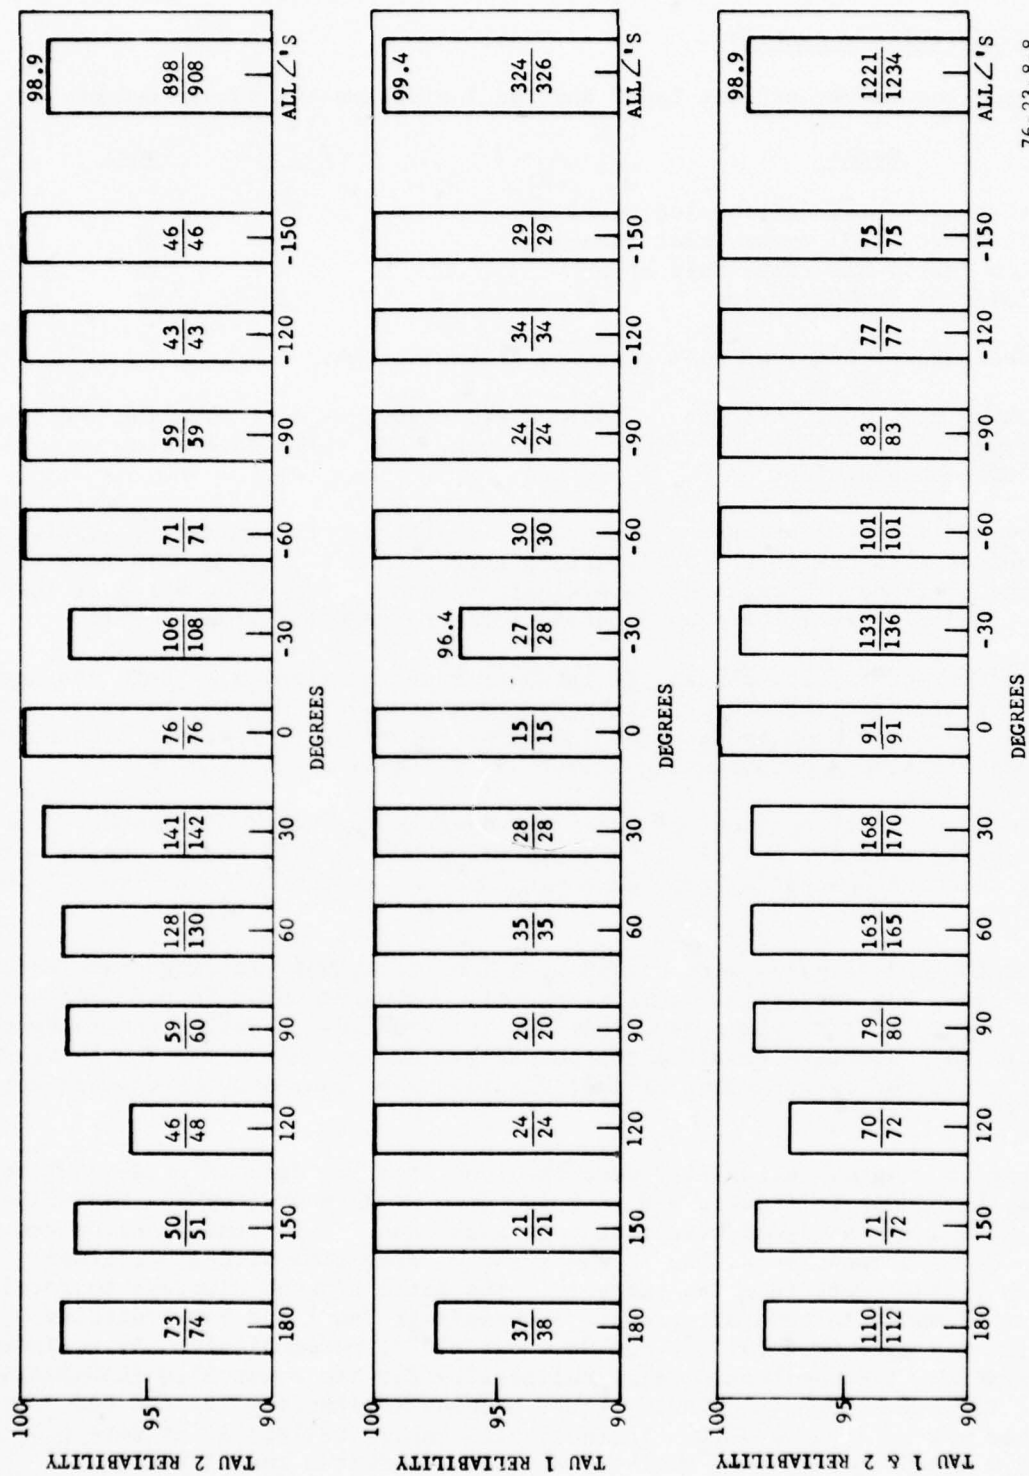 TAU 2 RELIABILITY
100
95
90
98.9
73 50 46 59 128 141 76 106 71 59 43 46 898
74 51 48 60 130 142 76 108 71 59 43 46 908
180 150 120 90 60 30 0 -30 -60 -90 -120 -150 ALL∠'S
DEGREES
TAU 1 RELIABILITY
100
95
90
96.4
99.4
37 21 24 20 35 28 15 27 30 24 34 29 324
38 21 24 20 35 28 15 28 30 24 34 29 326
180 150 120 90 60 30 0 -30 -60 -90 -120 -150 ALL∠'S
DEGREES
TAU 1 & 2 RELIABILITY
100
95
90
98.9
110 71 70 79 163 168 91 133 101 83 77 75 1221
112 72 72 80 165 170 91 136 101 83 77 75 1234
180 150 120 90 60 30 0 -30 -60 -90 -120 -150 ALL∠'S
DEGREES